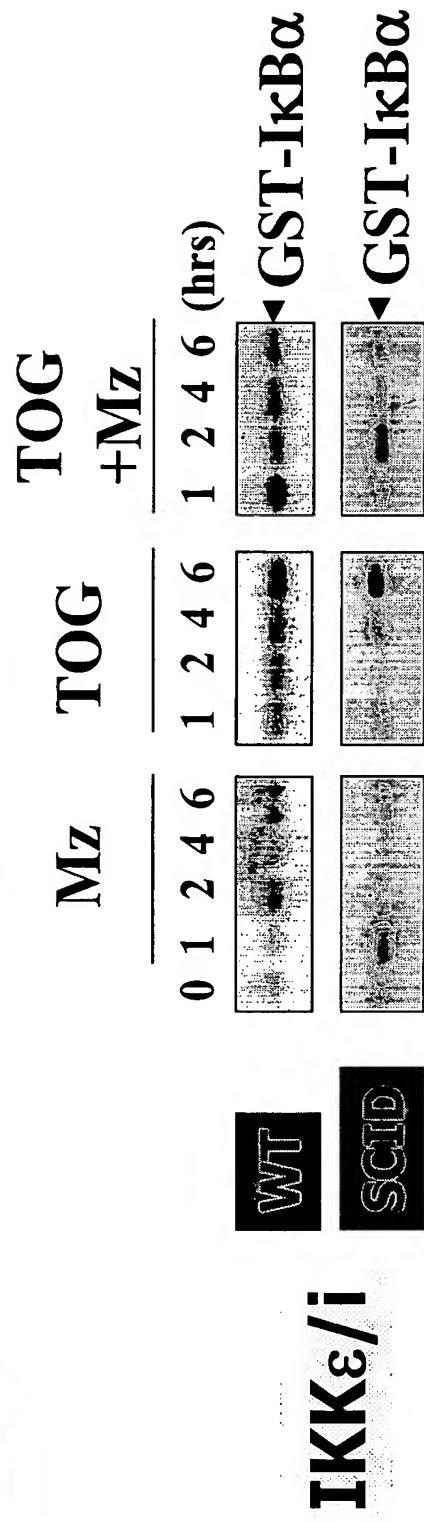 Mz TOG TOG
+Mz
0 1 2 4 6 1 2 4 6 1 2 4 6 (hrs)
WT GST-IκBα
SCID GST-IκBα
IKKε/i